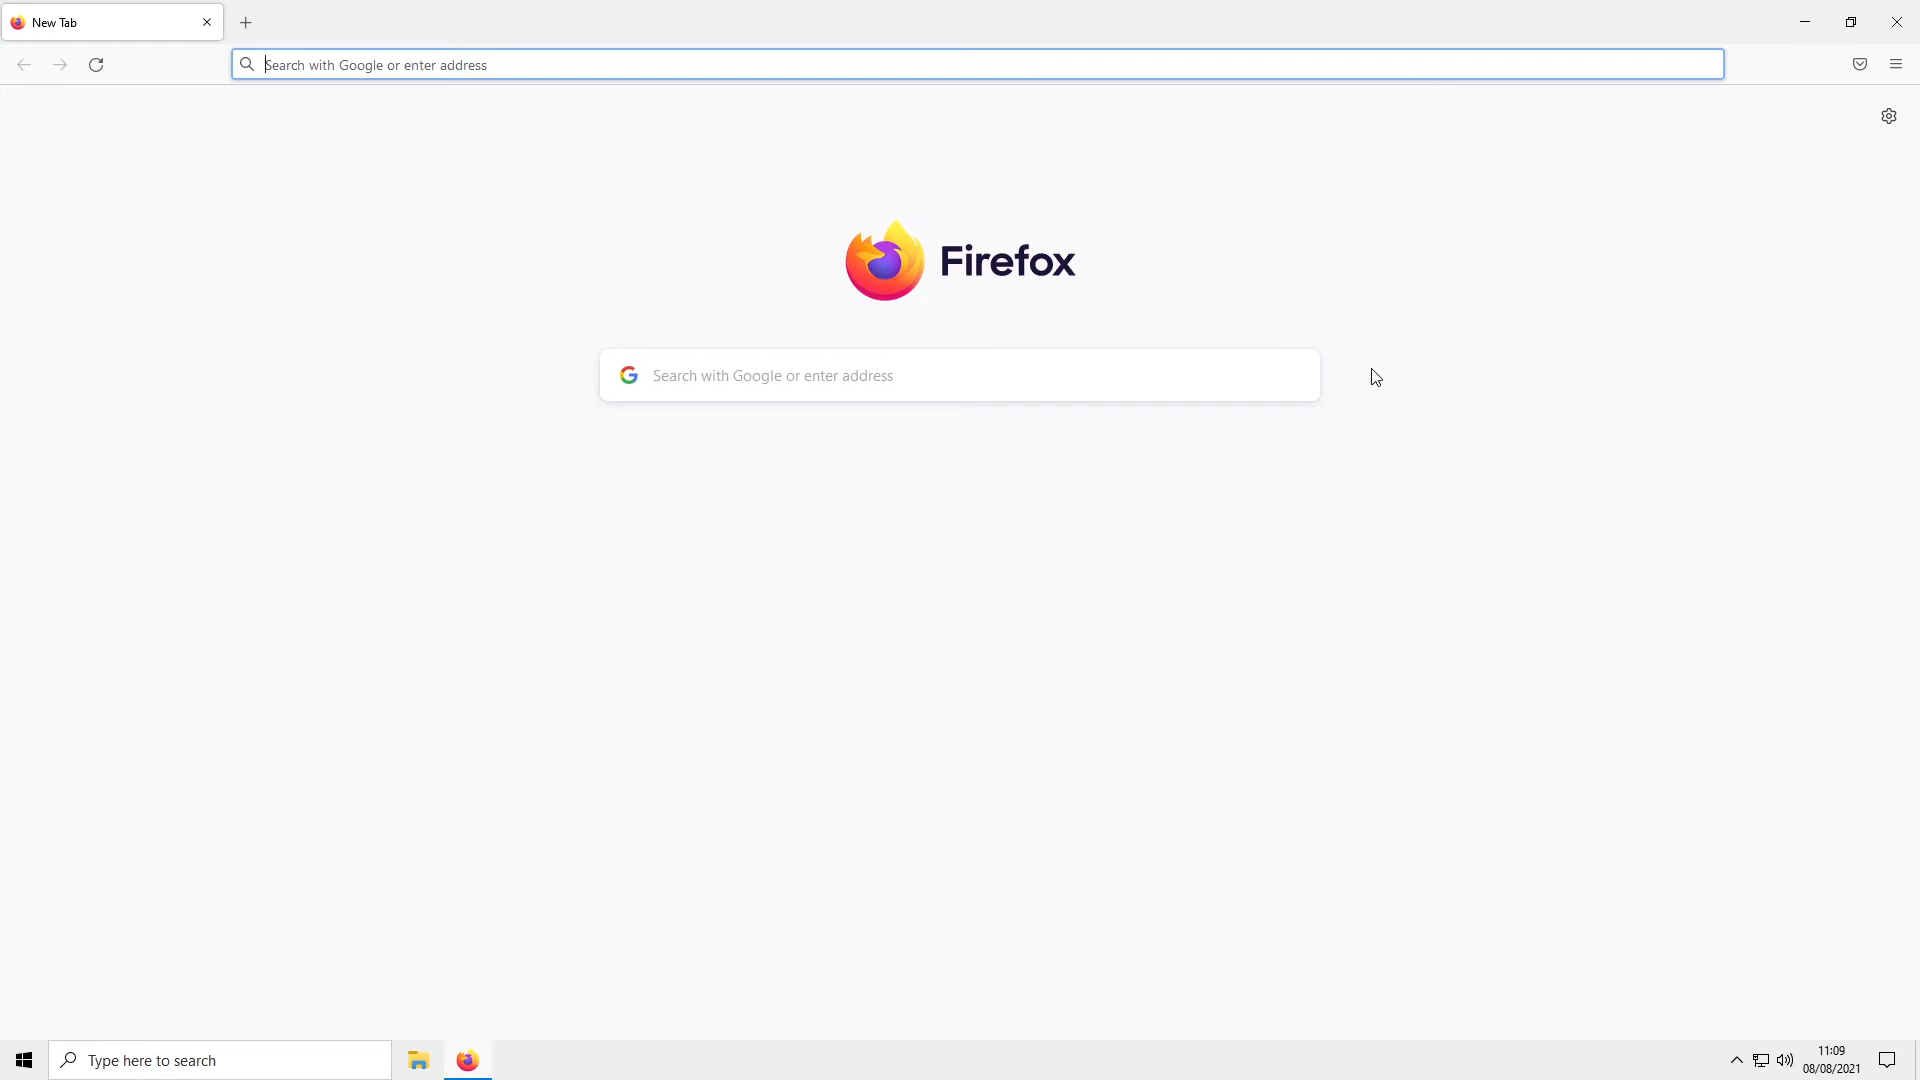 New Tab
Search with Google or enter address
Firefox
Search with Google or enter address
Type here to search
11:09
08/08/2021